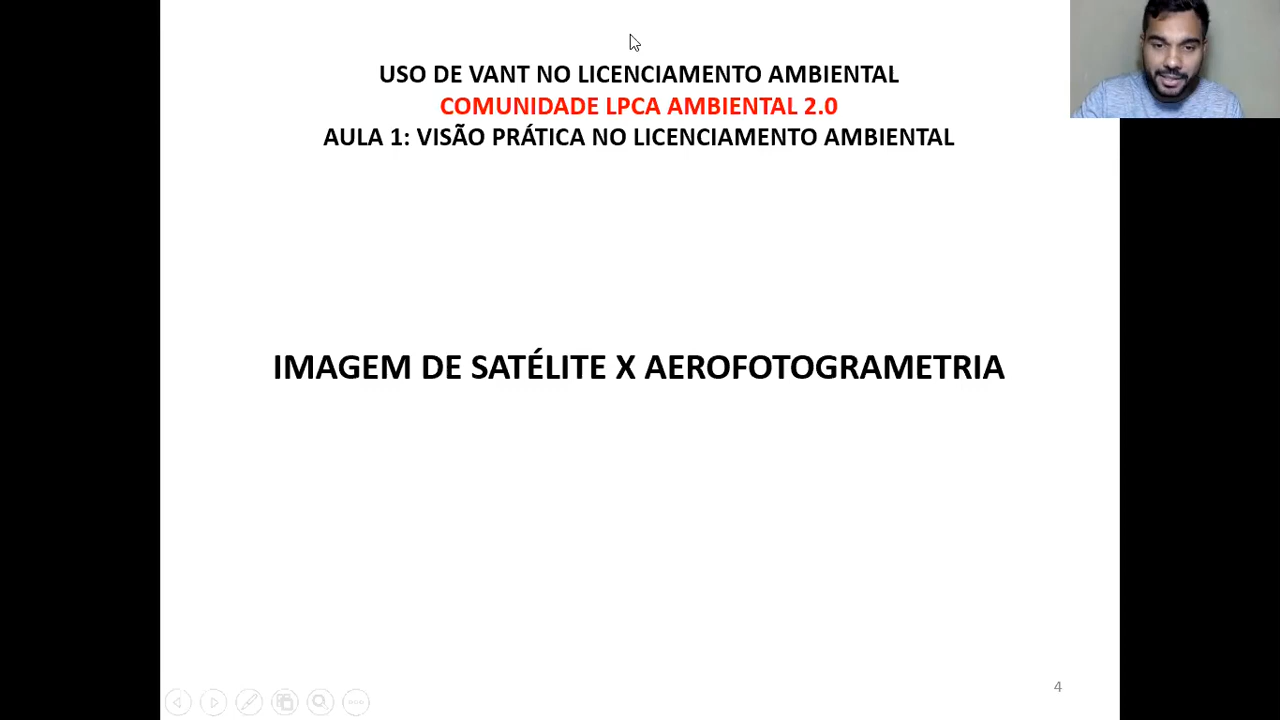 USO DE VANT NO LICENCIAMENTO AMBIENTAL
COMUNIDADE LPCA AMBIENTAL 2.0
AULA 1: VISÃO PRÁTICA NO LICENCIAMENTO AMBIENTAL
IMAGEM DE SATÉLITE X AEROFOTOGRAMETRIA
4